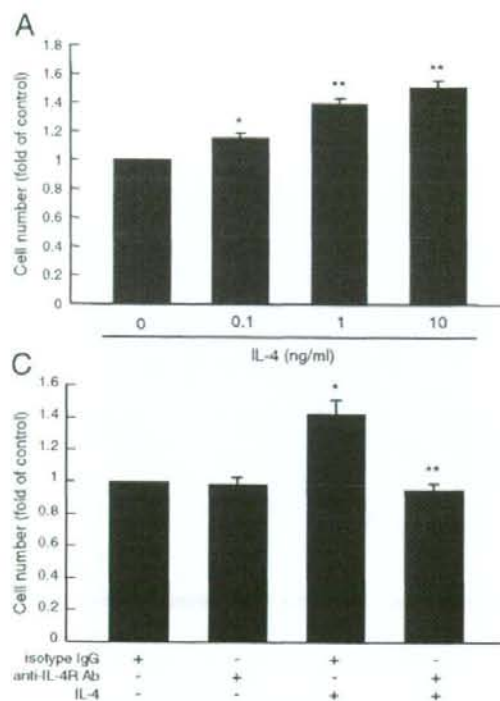 A
Cell number (fold of control)
1.8
1.6
1.4
1.2
1
0.8
0.6
0.4
0.2
0
*
**
**
0 0.1 1 10
IL-4 (ng/ml)
C
Cell number (fold of control)
1.6
1.4
1.2
1
0.8
0.6
0.4
0.2
0
*
**
isotype IgG + - + -
anti-IL-4R Ab - + - +
IL-4 - - + +